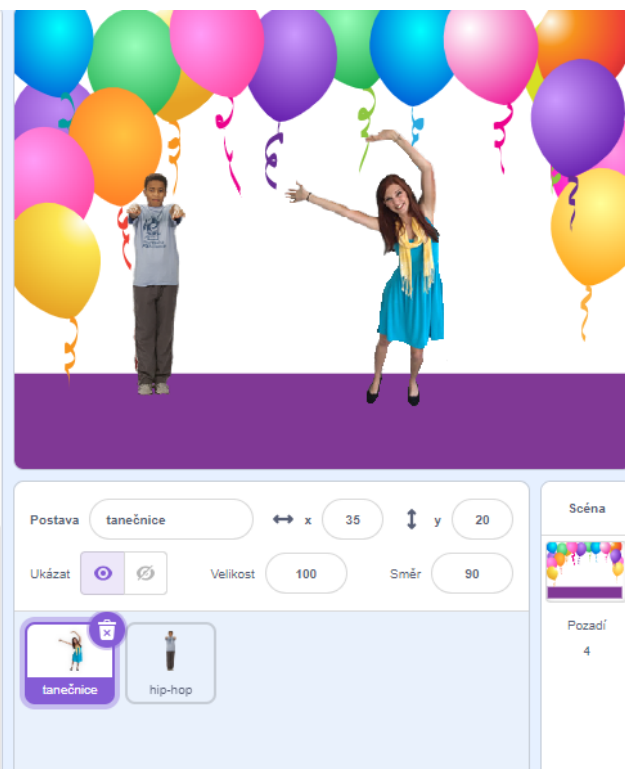 Postava tanečnice x 35 y 20
Ukázat Velikost 100 Směr 90
tanečnice hip-hop
Scéna
Pozadí
4